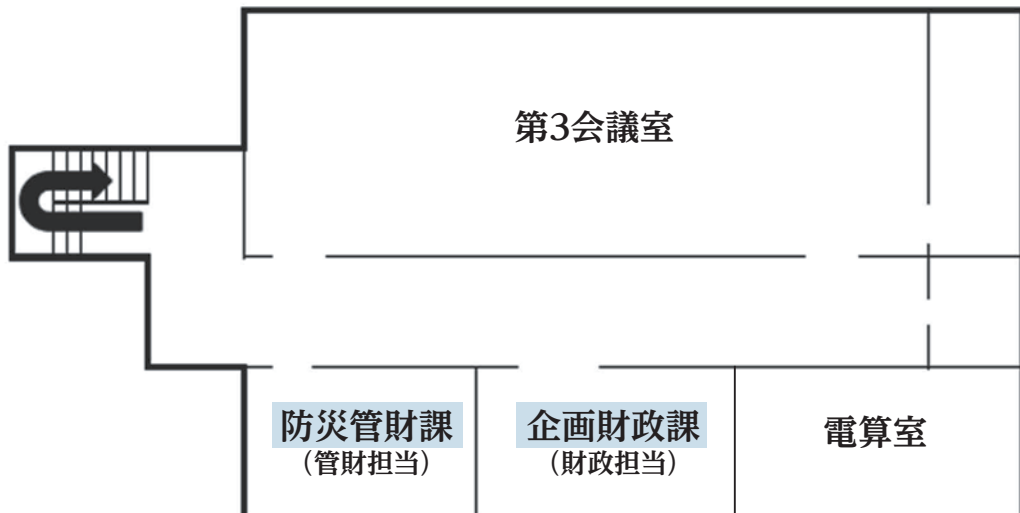 第3会議室
防災管財課
（管財担当）
企画財政課
（財政担当）
電算室